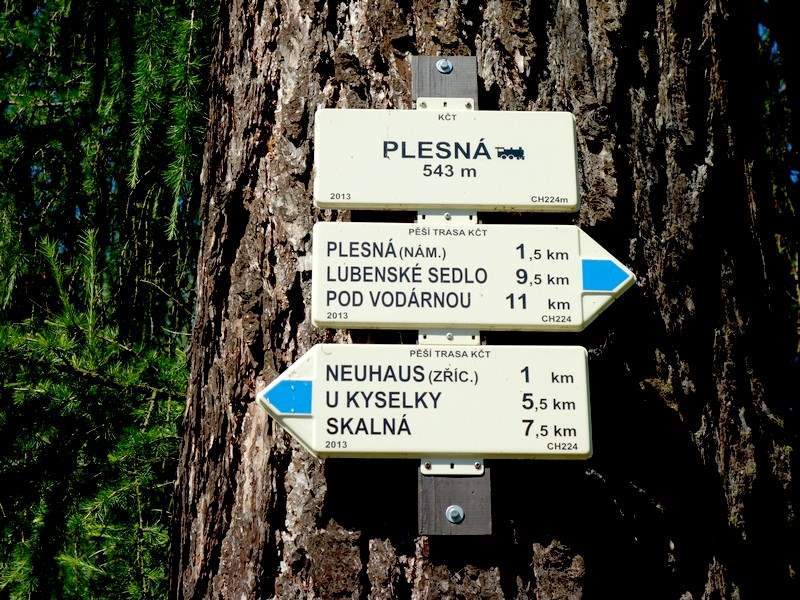 KČT
PLESNÁ
543 m
2013 CH224m
PĚŠÍ TRASA KČT
PLESNÁ (NÁM.) 1,5 km
LUBENSKÉ SEDLO 9,5 km
POD VODÁRNOU 11 km
2013 CH224
PĚŠÍ TRASA KČT
NEUHAUS (ZŘÍC.) 1 km
U KYSELKY 5,5 km
SKALNÁ 7,5 km
2013 CH224